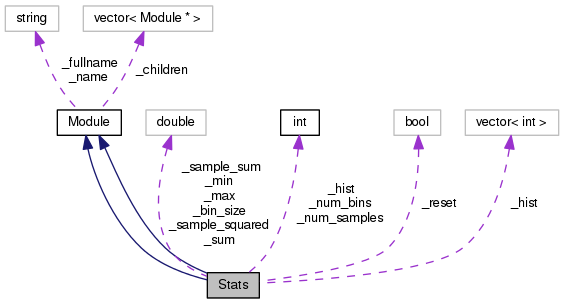 string
vector< Module * >
_fullname
_name
_children
Module
double
int
bool
vector< int >
_sample_sum
_min
_max
_bin_size
_sample_squared
_sum
_hist
_num_bins
_num_samples
_reset
_hist
Stats